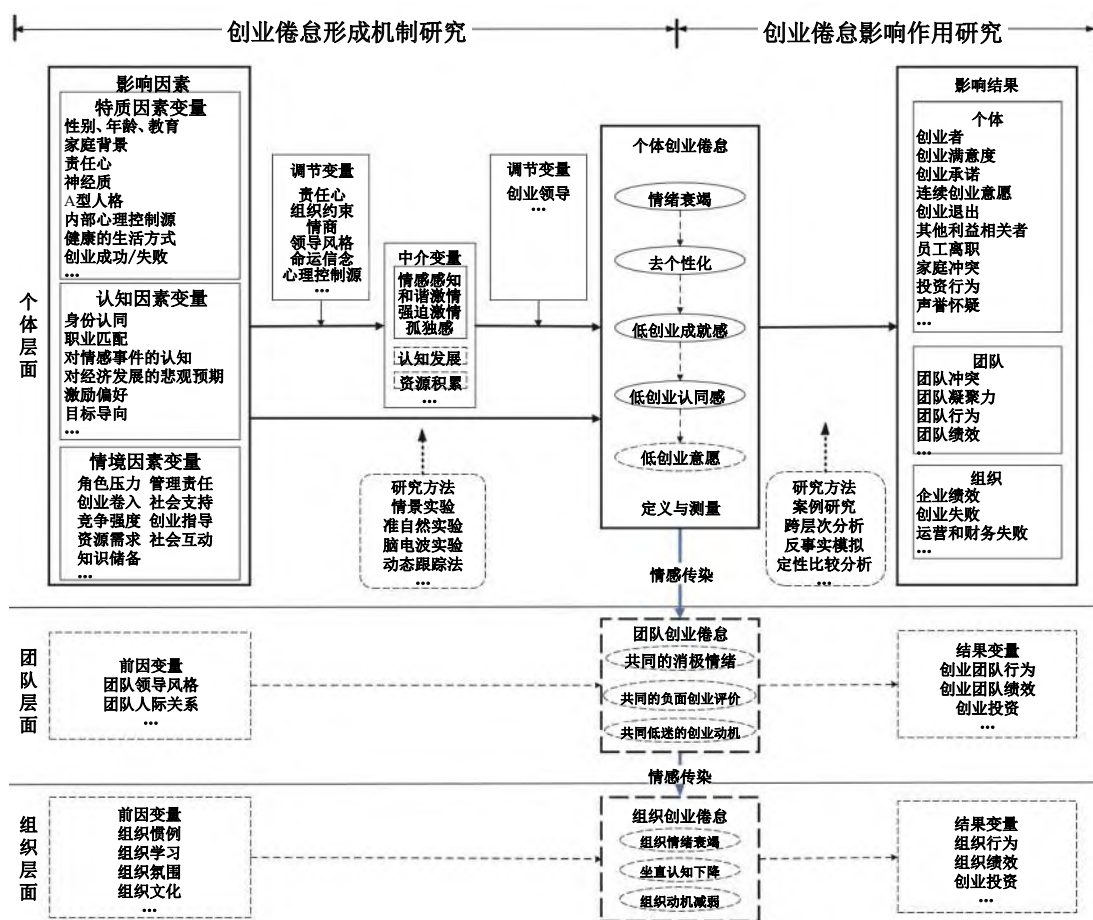 创业倦怠形成机制研究
创业倦怠影响作用研究
个体层面
影响因素
特质因素变量
性别、年龄、教育
家庭背景
责任心
神经质
A型人格
内部心理控制源
健康的生活方式
创业成功/失败
...
认知因素变量
身份认同
职业匹配
对情感事件的认知
对经济发展的悲观预期
激励偏好
目标导向
...
情境因素变量
角色压力 管理责任
创业卷入 社会支持
竞争强度 创业指导
资源需求 社会互动
知识储备
...
调节变量
责任心
组织约束
情商
领导风格
命运信念
心理控制源
...
中介变量
情感感知
和谐激情
强迫激情
孤独感
认知发展
资源积累
...
调节变量
创业领导
...
研究方法
情景实验
准自然实验
脑电波实验
动态跟踪法
...
个体创业倦怠
情绪衰竭
去个性化
低创业成就感
低创业认同感
低创业意愿
定义与测量
研究方法
案例研究
跨层次分析
反事实模拟
定性比较分析
...
影响结果
个体
创业者
创业满意度
创业承诺
连续创业意愿
创业退出
其他利益相关者
员工离职
家庭冲突
投资行为
声誉怀疑
...
团队
团队冲突
团队凝聚力
团队行为
团队绩效
...
组织
企业绩效
创业失败
运营和财务失败
...
情感传染
团队层面
前因变量
团队领导风格
团队人际关系
...
团队创业倦怠
共同的消极情绪
共同的负面创业评价
共同低迷的创业动机
结果变量
创业团队行为
创业团队绩效
创业投资
...
情感传染
组织层面
前因变量
组织惯例
组织学习
组织氛围
组织文化
...
组织创业倦怠
组织情绪衰竭
坐直认知下降
组织动机减弱
结果变量
组织行为
组织绩效
创业投资
...